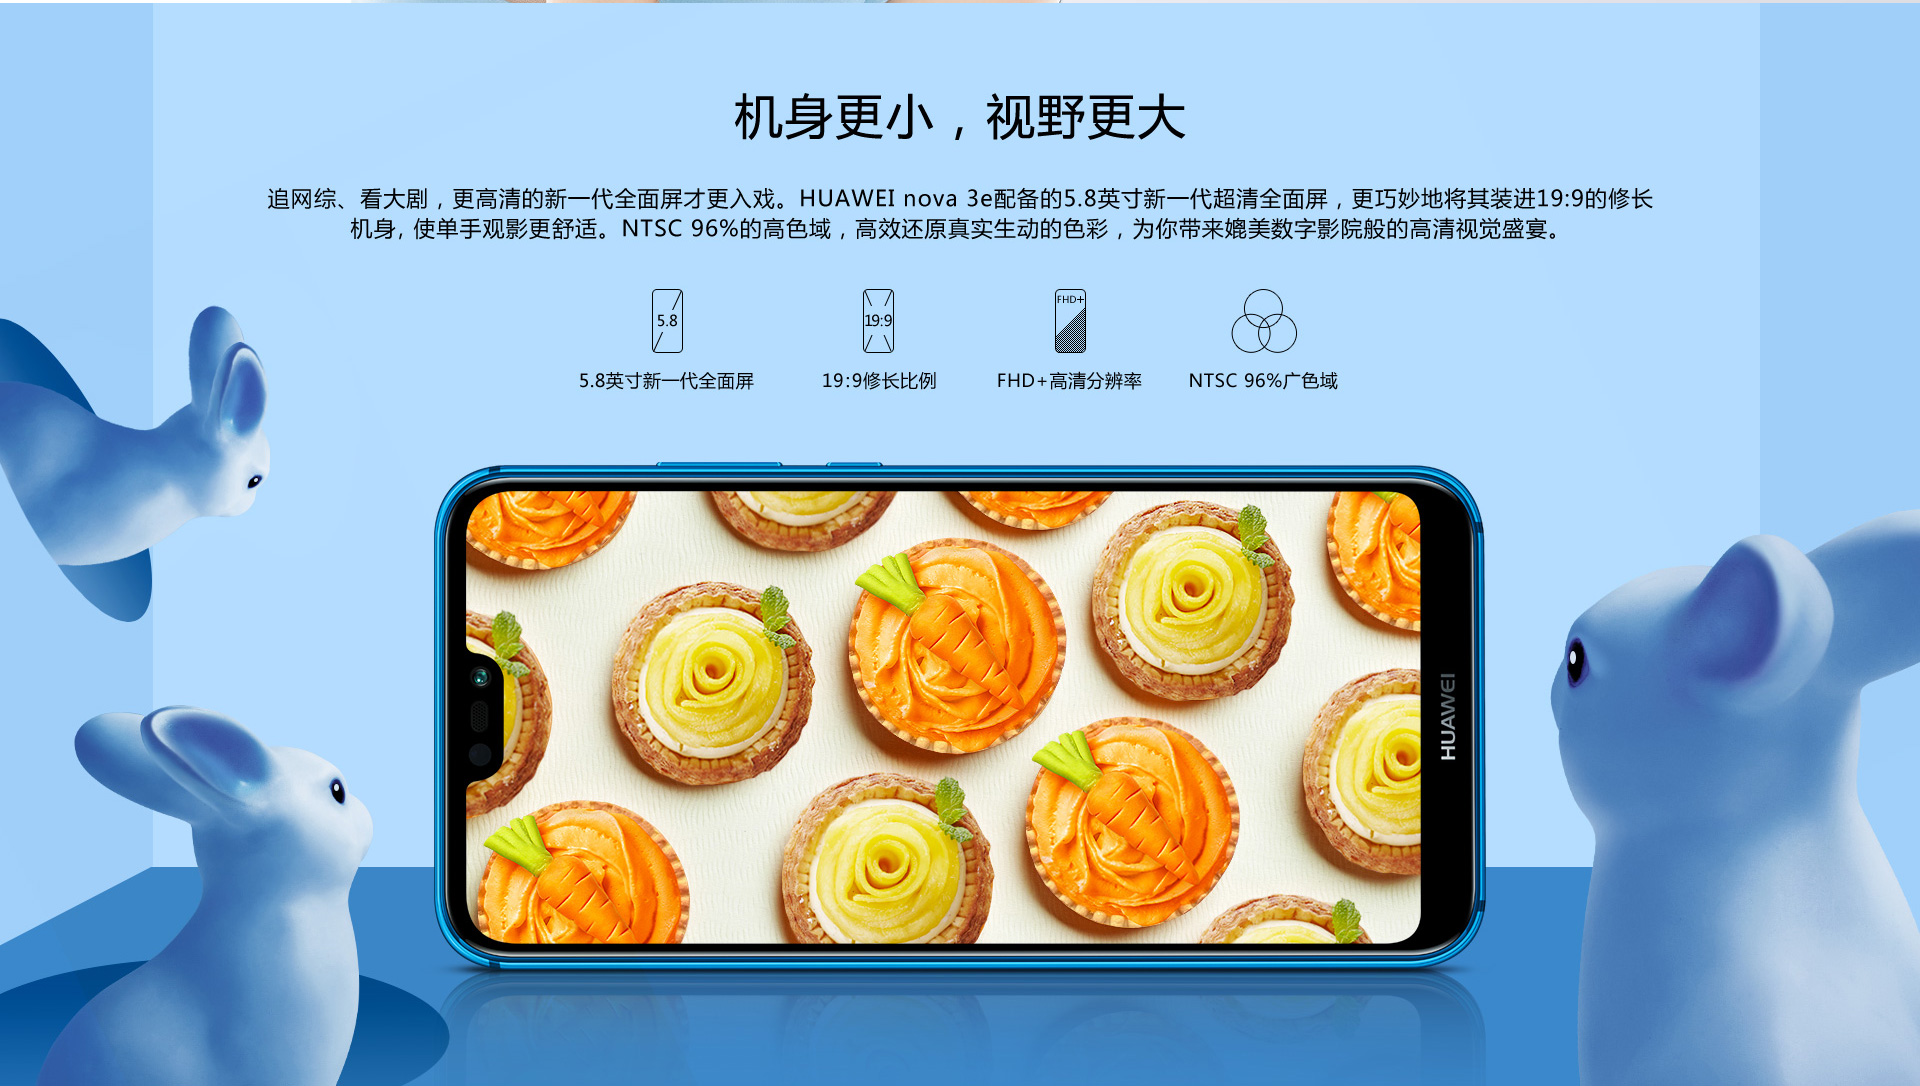 机身更小，视野更大
追网综、看大剧，更高清的新一代全面屏才更入戏。HUAWEI nova 3e配备的5.8英寸新一代超清全面屏，更巧妙地将其装进19:9的修长
机身, 使单手观影更舒适。NTSC 96%的高色域，高效还原真实生动的色彩，为你带来媲美数字影院般的高清视觉盛宴。
5.8
19:9
FHD+
5.8英寸新一代全面屏
19:9修长比例
FHD+高清分辨率
NTSC 96%广色域
HUAWEI